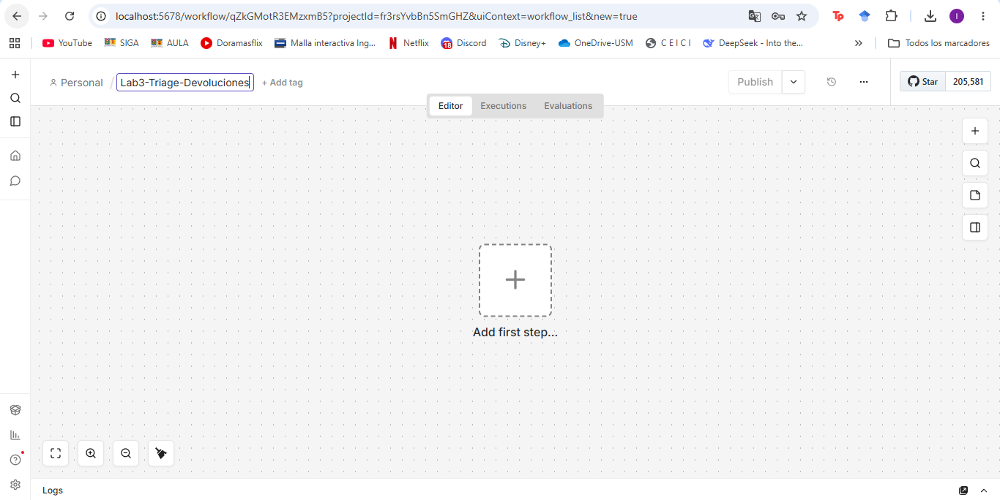 localhost:5678/workflow/qZkGMotR3EMzxmB5?projectId=fr3rsYvbBn5SmGHZ&uiContext=workflow_list&new=true
Tp
I
YouTube SIGA AULA Doramasflix Malla interactiva Ing... Netflix 18 Discord Disney+ OneDrive-USM C E I C I DeepSeek - Into the... » Todos los marcadores
Personal / Lab3-Triage-Devoluciones + Add tag Publish ... Star 205,581
Editor Executions Evaluations
Add first step...
Logs